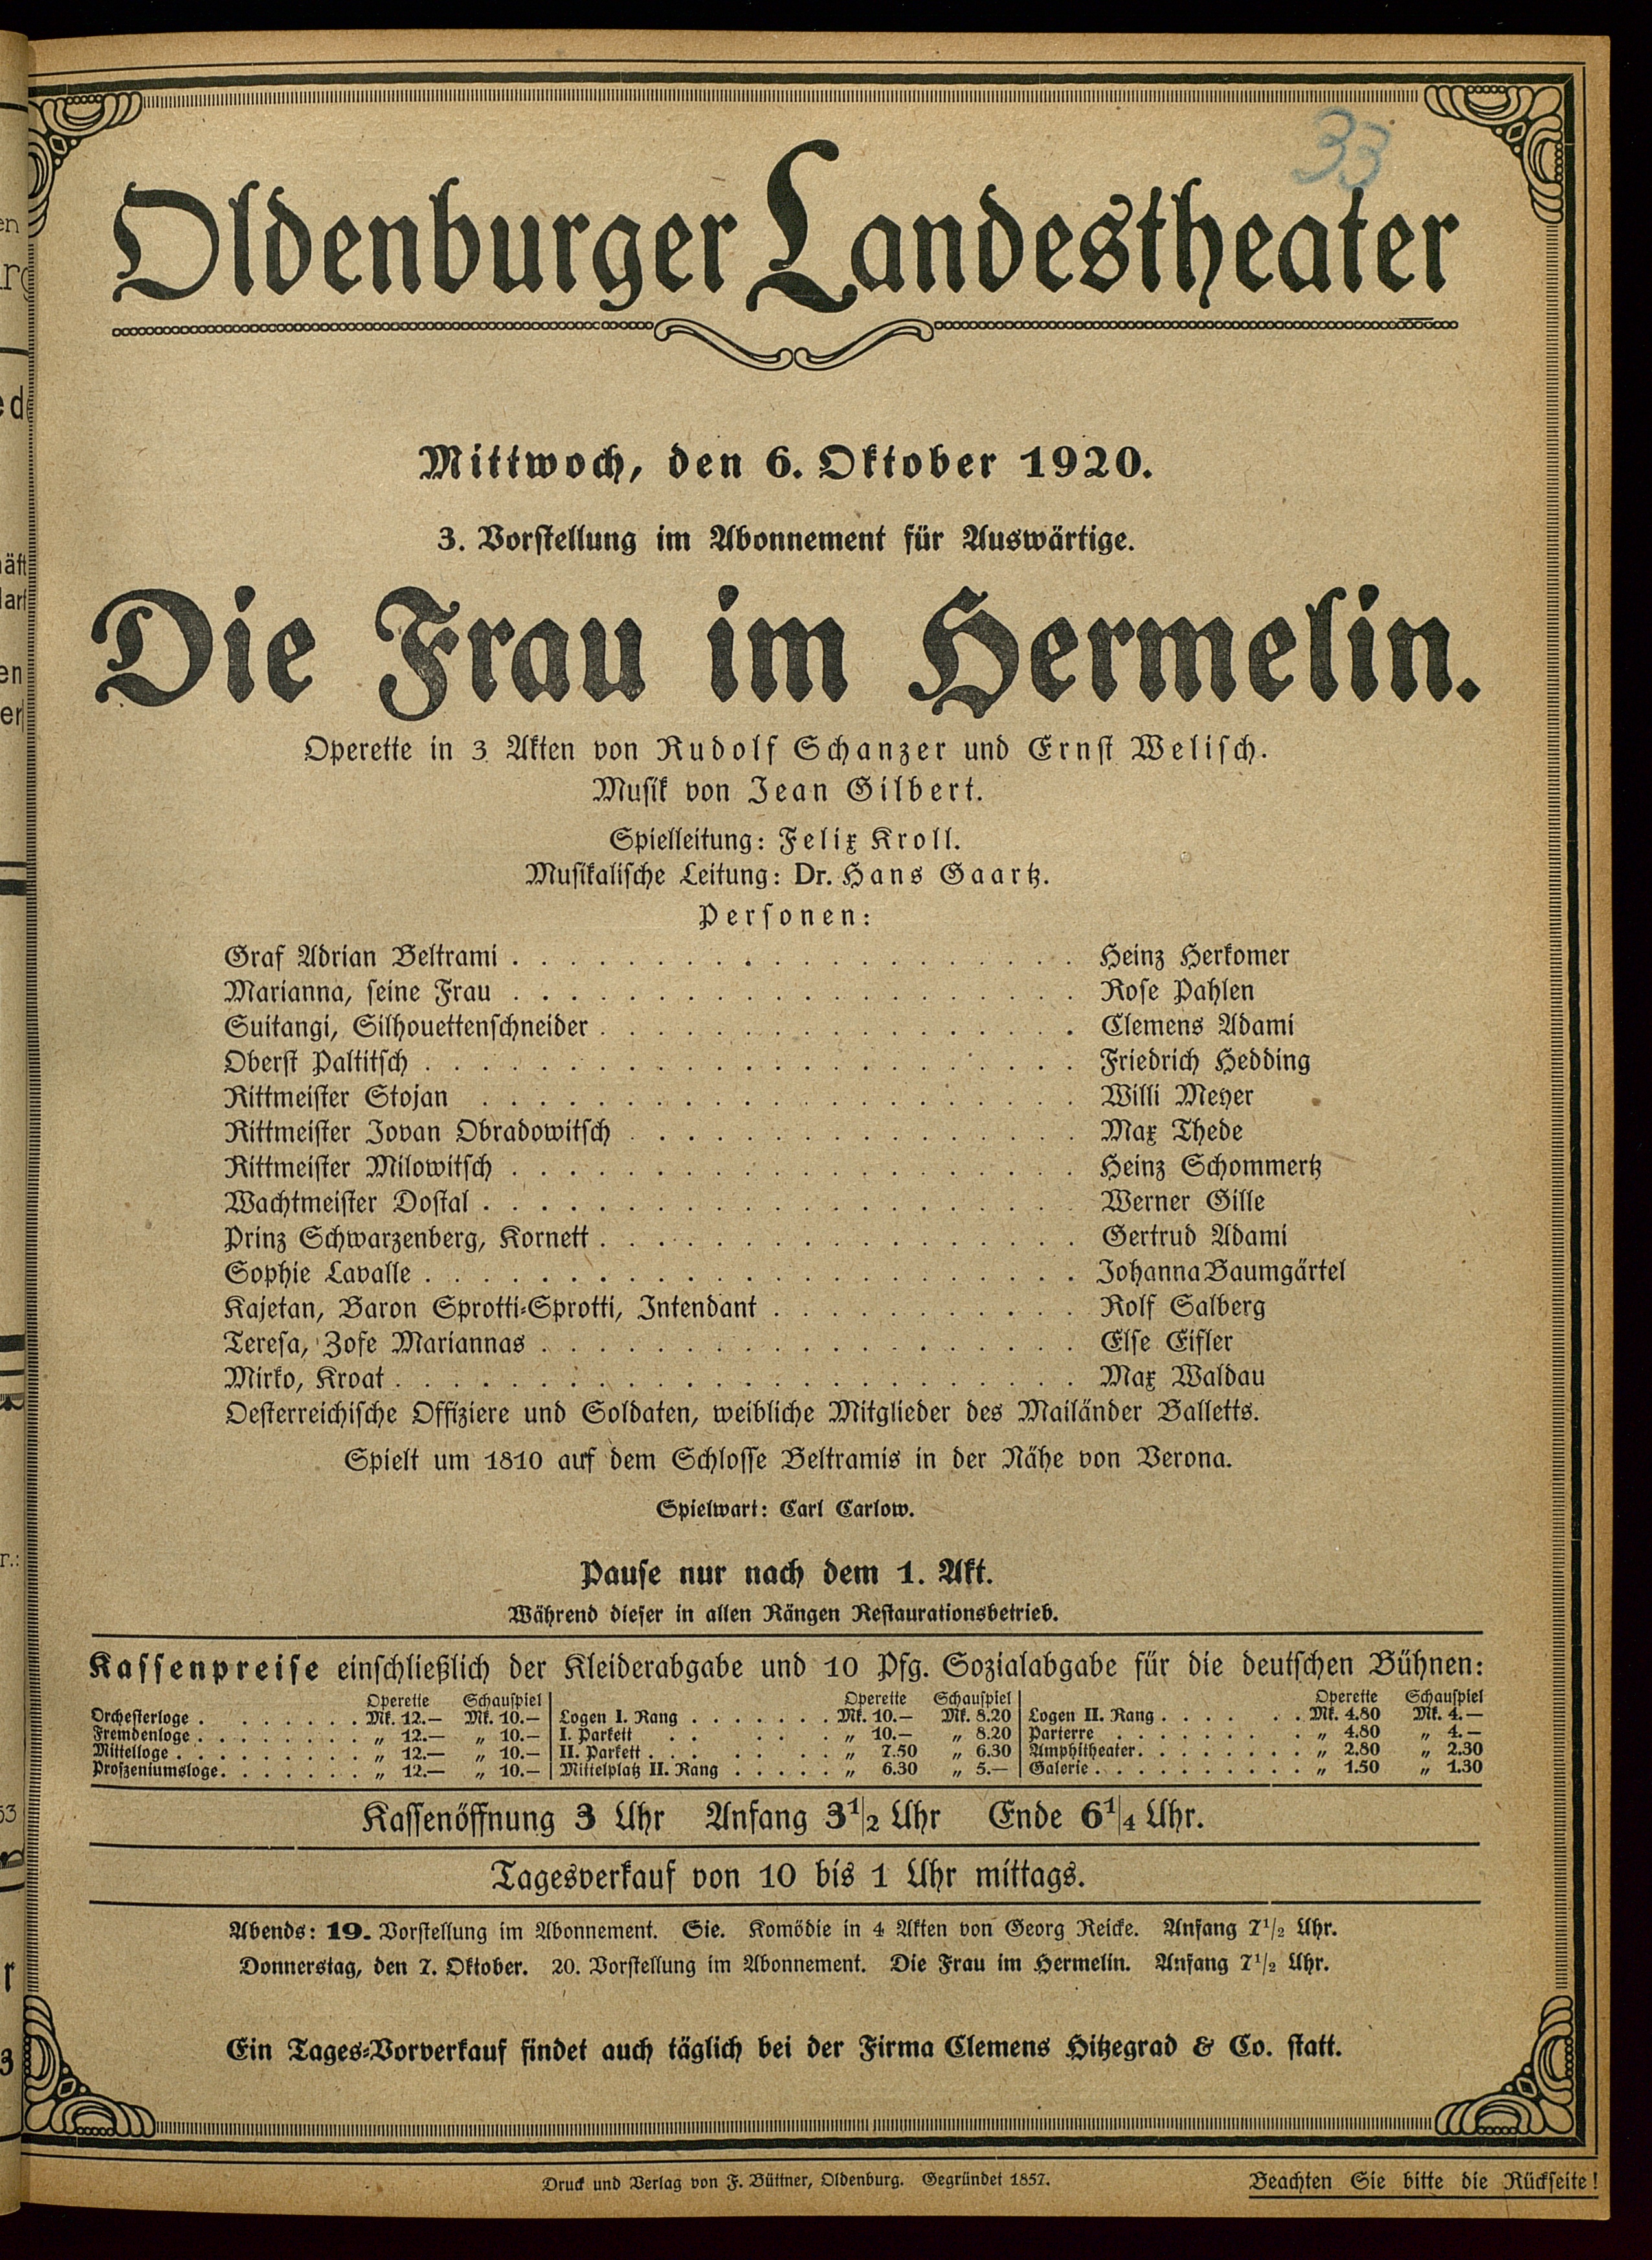 33
Oldenburger Landestheater
Mittwoch, den 6. Oktober 1920.
3. Vorstellung im Abonnement für Auswärtige.
Die Frau im Hermelin.
Operette in 3 Akten von Rudolf Schanzer und Ernst Welisch.
Musik von Jean Gilbert.
Spielleitung: Felix Kroll.
Musikalische Leitung: Dr. Hans Gaartz.
Personen:
Graf Adrian Beltrami . . . . . Heinz Herkomer
Marianna, seine Frau . . . . . Rose Pahlen
Suitangi, Silhouettenschneider . . . . . Clemens Adami
Oberst Paltitsch . . . . . Friedrich Hedding
Rittmeister Stojan . . . . . Willi Meyer
Rittmeister Jovan Obradowitsch . . . . . Max Thede
Rittmeister Milowitsch . . . . . Heinz Schommertz
Wachtmeister Dostal . . . . . Werner Gille
Prinz Schwarzenberg, Kornett . . . . . Gertrud Adami
Sophie Lavalle . . . . . Johanna Baumgärtel
Kajetan, Baron Sprotti-Sprotti, Intendant . . . . . Rolf Salberg
Teresa, Zofe Mariannas . . . . . Else Eifler
Mirko, Kroat . . . . . Max Waldau
Oesterreichische Offiziere und Soldaten, weibliche Mitglieder des Mailänder Balletts.
Spielt um 1810 auf dem Schlosse Beltramis in der Nähe von Verona.
Spielwart: Carl Carlow.
Pause nur nach dem 1. Akt.
Während dieser in allen Rängen Restaurationsbetrieb.
Kassenpreise einschließlich der Kleiderabgabe und 10 Pfg. Sozialabgabe für die deutschen Bühnen:
Operette Schauspiel
Orchesterloge . . . . . Mk. 12.— Mk. 10.—
Fremdenloge . . . . . „ 12.— „ 10.—
Mittelloge . . . . . „ 12.— „ 10.—
Proszeniumsloge . . . . . „ 12.— „ 10.—
Operette Schauspiel
Logen I. Rang . . . . . Mk. 10.— Mk. 8.20
I. Parkett . . . . . „ 10.— „ 8.20
II. Parkett . . . . . „ 7.50 „ 6.30
Mittelplatz II. Rang . . . . . „ 6.30 „ 5.—
Operette Schauspiel
Logen II. Rang . . . . . Mk. 4.80 Mk. 4.—
Parterre . . . . . „ 4.80 „ 4.—
Amphitheater . . . . . „ 2.80 „ 2.30
Galerie . . . . . „ 1.50 „ 1.30
Kassenöffnung 3 Uhr Anfang 3½ Uhr Ende 6¼ Uhr.
Tagesverkauf von 10 bis 1 Uhr mittags.
Abends: 19. Vorstellung im Abonnement. Sie. Komödie in 4 Akten von Georg Reicke. Anfang 7½ Uhr.
Donnerstag, den 7. Oktober. 20. Vorstellung im Abonnement. Die Frau im Hermelin. Anfang 7½ Uhr.
Ein Tages-Vorverkauf findet auch täglich bei der Firma Clemens Hitzegrad & Co. statt.
Druck und Verlag von F. Büttner, Oldenburg. Gegründet 1857.
Beachten Sie bitte die Rückseite!